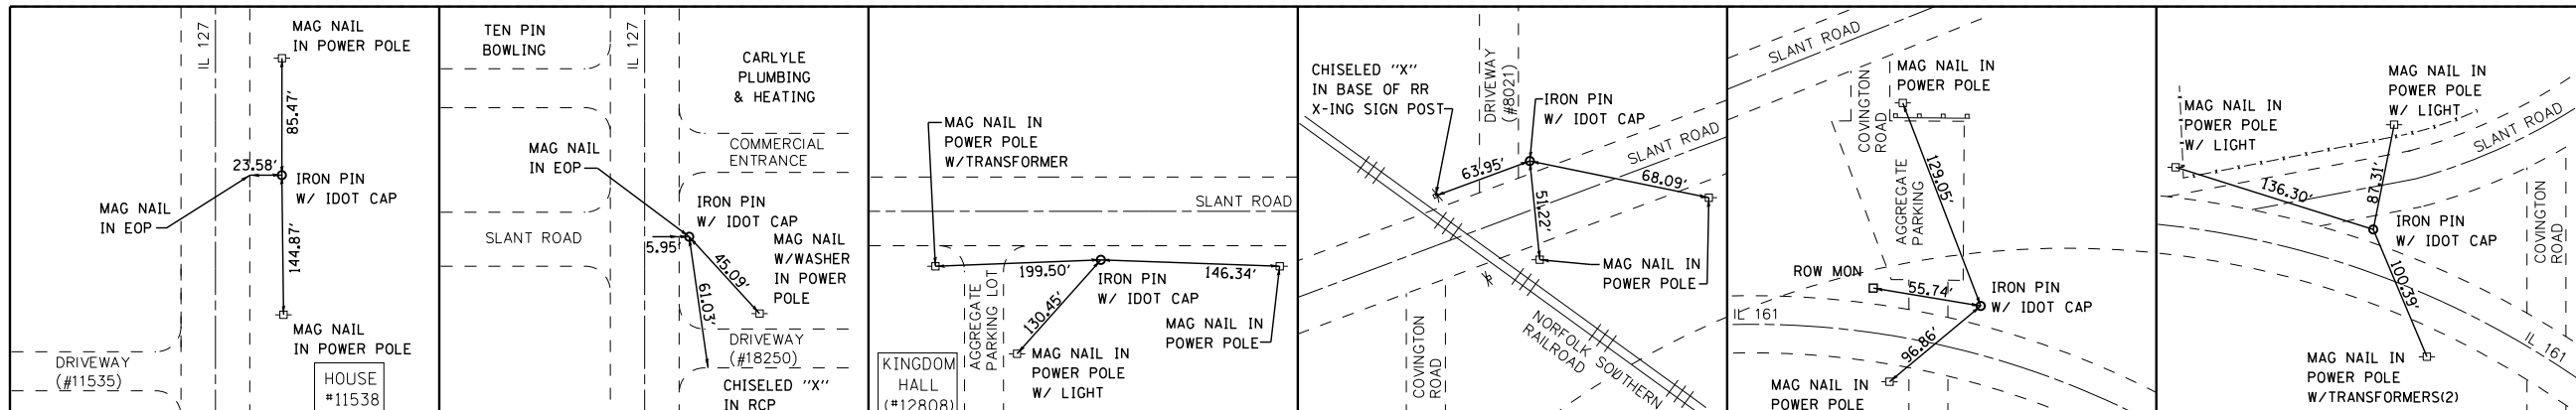 MAG NAIL
IN POWER POLE
IL 127
85.47'
23.58'
IRON PIN
W/ IDOT CAP
MAG NAIL
IN EOP
144.87'
MAG NAIL
IN POWER POLE
DRIVEWAY
(#11535)
HOUSE
#11538
TEN PIN
BOWLING
IL 127
CARLYLE
PLUMBING
& HEATING
MAG NAIL
IN EOP
COMMERCIAL
ENTRANCE
IRON PIN
W/ IDOT CAP
SLANT ROAD
5.95'
45.09'
MAG NAIL
W/WASHER
IN POWER
POLE
61.03'
DRIVEWAY
(#18250)
CHISELED "X"
IN RCP
MAG NAIL IN
POWER POLE
W/TRANSFORMER
SLANT ROAD
199.50'
146.34'
IRON PIN
W/ IDOT CAP
130.45'
AGGREGATE
PARKING LOT
MAG NAIL IN
POWER POLE
MAG NAIL IN
POWER POLE
W/ LIGHT
KINGDOM
HALL
(#12808)
CHISELED "X"
IN BASE OF RR
X-ING SIGN POST
DRIVEWAY
(#8021)
IRON PIN
W/ IDOT CAP
SLANT ROAD
63.95'
68.09'
51.22'
MAG NAIL IN
POWER POLE
COVINGTON
ROAD
NORFOLK SOUTHERN
RAILROAD
SLANT ROAD
MAG NAIL IN
POWER POLE
COVINGTON
ROAD
129.05'
AGGREGATE
PARKING
ROW MON
55.74'
IRON PIN
W/ IDOT CAP
IL 161
96.86'
MAG NAIL IN
POWER POLE
MAG NAIL IN
POWER POLE
W/ LIGHT
MAG NAIL IN
POWER POLE
W/ LIGHT
SLANT ROAD
136.30'
87.31'
IRON PIN
W/ IDOT CAP
COVINGTON
ROAD
100.39'
IL 161
MAG NAIL IN
POWER POLE
W/TRANSFORMERS(2)